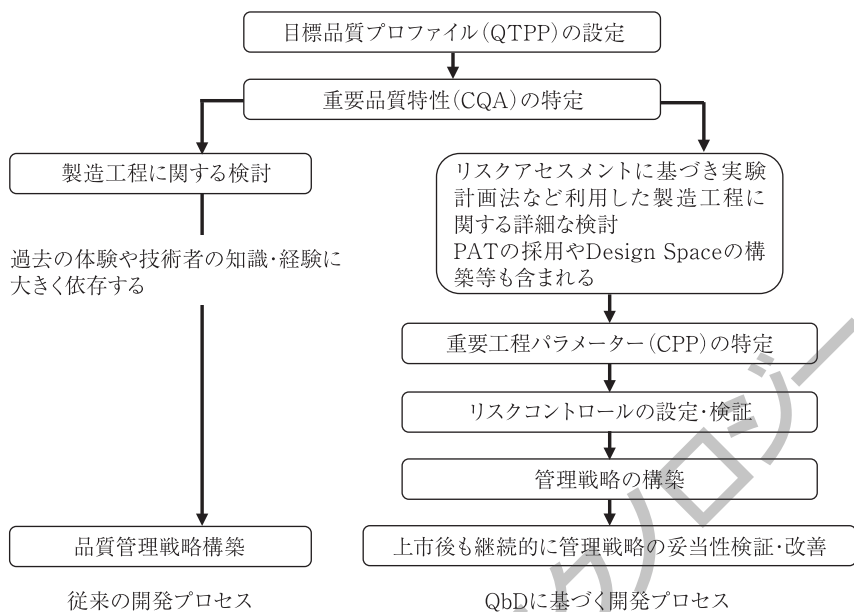 目標品質プロファイル(QTPP)の設定
重要品質特性(CQA)の特定
製造工程に関する検討
過去の体験や技術者の知識・経験に
大きく依存する
品質管理戦略構築
従来の開発プロセス
リスクアセスメントに基づき実験
計画法など利用した製造工程に
関する詳細な検討
PATの採用やDesign Spaceの構
築等も含まれる
重要工程パラメーター(CPP)の特定
リスクコントロールの設定・検証
管理戦略の構築
上市後も継続的に管理戦略の妥当性検証・改善
QbDに基づく開発プロセス
クノロジー